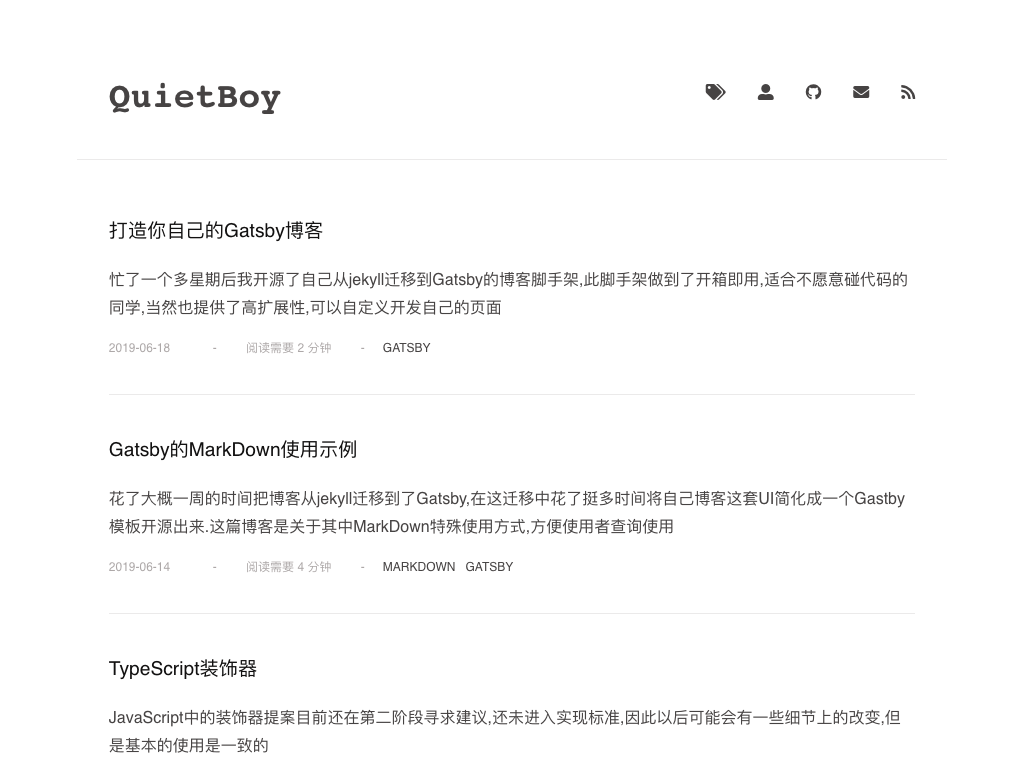 QuietBoy
打造你自己的Gatsby博客
忙了一个多星期后我开源了自己从jekyll迁移到Gatsby的博客脚手架,此脚手架做到了开箱即用,适合不愿意碰代码的
同学,当然也提供了高扩展性,可以自定义开发自己的页面
2019-06-18 - 阅读需要 2 分钟 - GATSBY
Gatsby的MarkDown使用示例
花了大概一周的时间把博客从jekyll迁移到了Gatsby,在这迁移中花了挺多时间将自己博客这套UI简化成一个Gastby
模板开源出来.这篇博客是关于其中MarkDown特殊使用方式,方便使用者查询使用
2019-06-14 - 阅读需要 4 分钟 - MARKDOWN GATSBY
TypeScript装饰器
JavaScript中的装饰器提案目前还在第二阶段寻求建议,还未进入实现标准,因此以后可能会有一些细节上的改变,但
是基本的使用是一致的